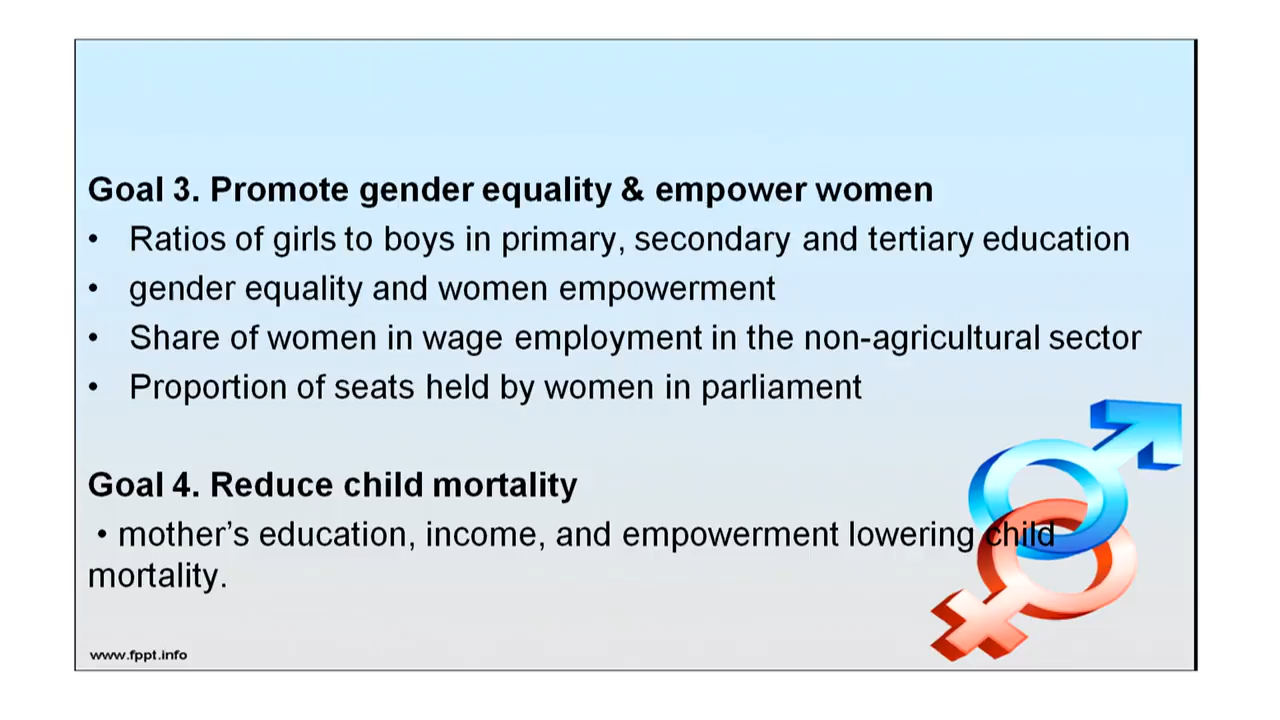 Goal 3. Promote gender equality & empower women
• Ratios of girls to boys in primary, secondary and tertiary education
• gender equality and women empowerment
• Share of women in wage employment in the non-agricultural sector
• Proportion of seats held by women in parliament
Goal 4. Reduce child mortality
• mother’s education, income, and empowerment lowering child
mortality.
www.fppt.info